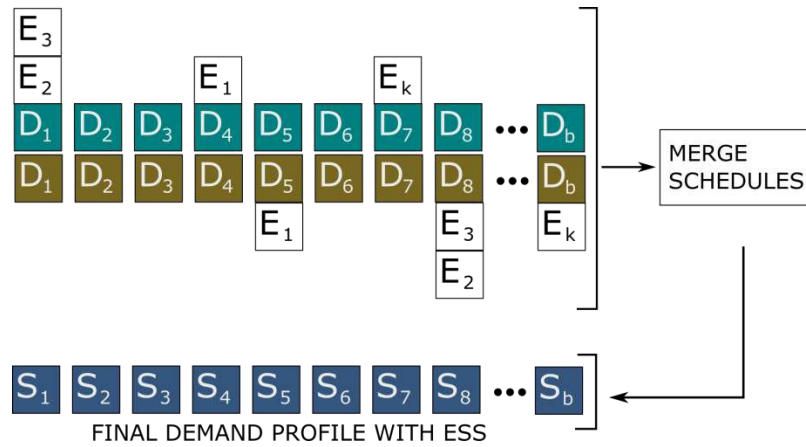 E3
E2 E1 Ek
D1 D2 D3 D4 D5 D6 D7 D8 ••• Db
D1 D2 D3 D4 D5 D6 D7 D8 ••• Db
E1 E3 Ek
E2
MERGE
SCHEDULES
S1 S2 S3 S4 S5 S6 S7 S8 ••• Sb
FINAL DEMAND PROFILE WITH ESS